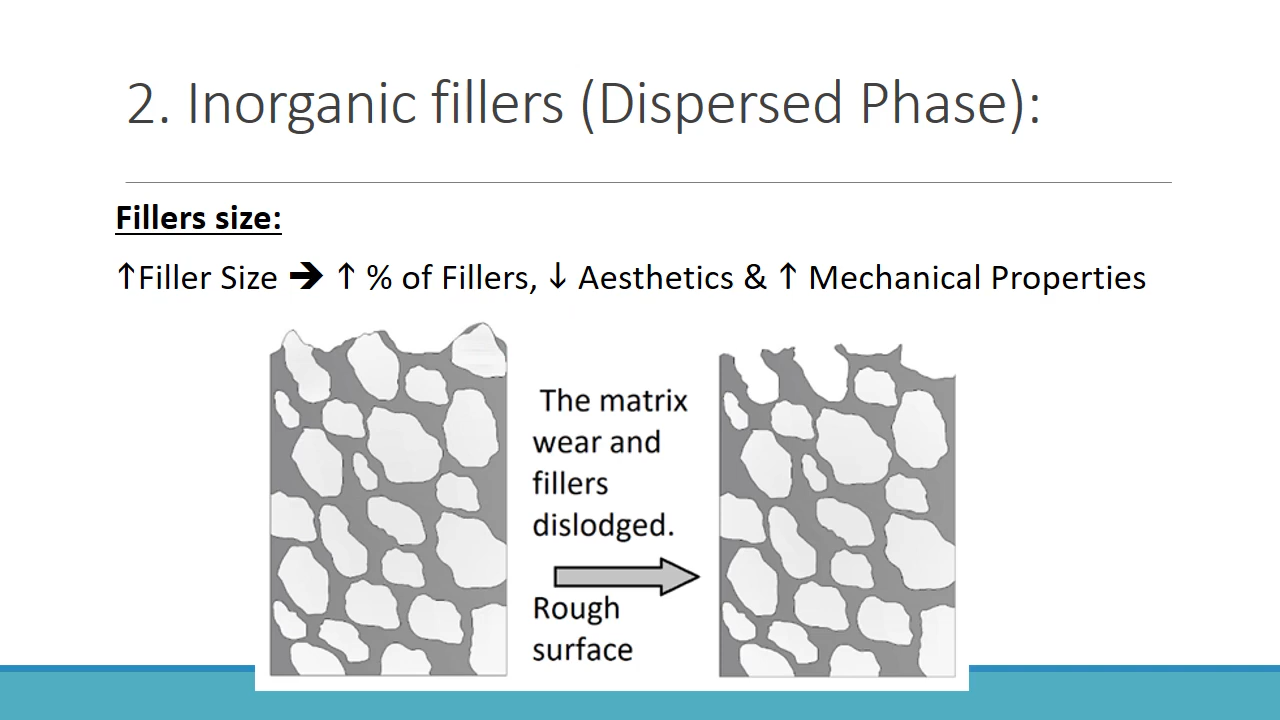 2. Inorganic fillers (Dispersed Phase):
Fillers size:
↑Filler Size 🡺 ↑ % of Fillers, ↓ Aesthetics & ↑ Mechanical Properties
The matrix
wear and
fillers
dislodged.
Rough
surface